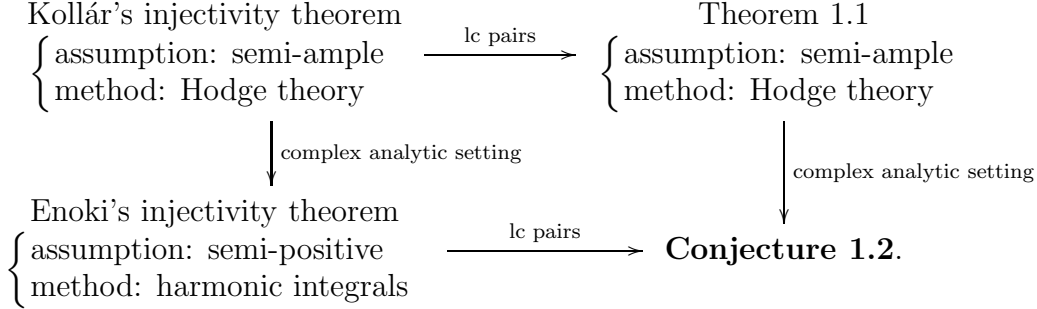 Kollár's injectivity theorem
assumption: semi-ample
method: Hodge theory
lc pairs
Theorem 1.1
assumption: semi-ample
method: Hodge theory
complex analytic setting
complex analytic setting
Enoki's injectivity theorem
assumption: semi-positive
method: harmonic integrals
lc pairs
Conjecture 1.2.